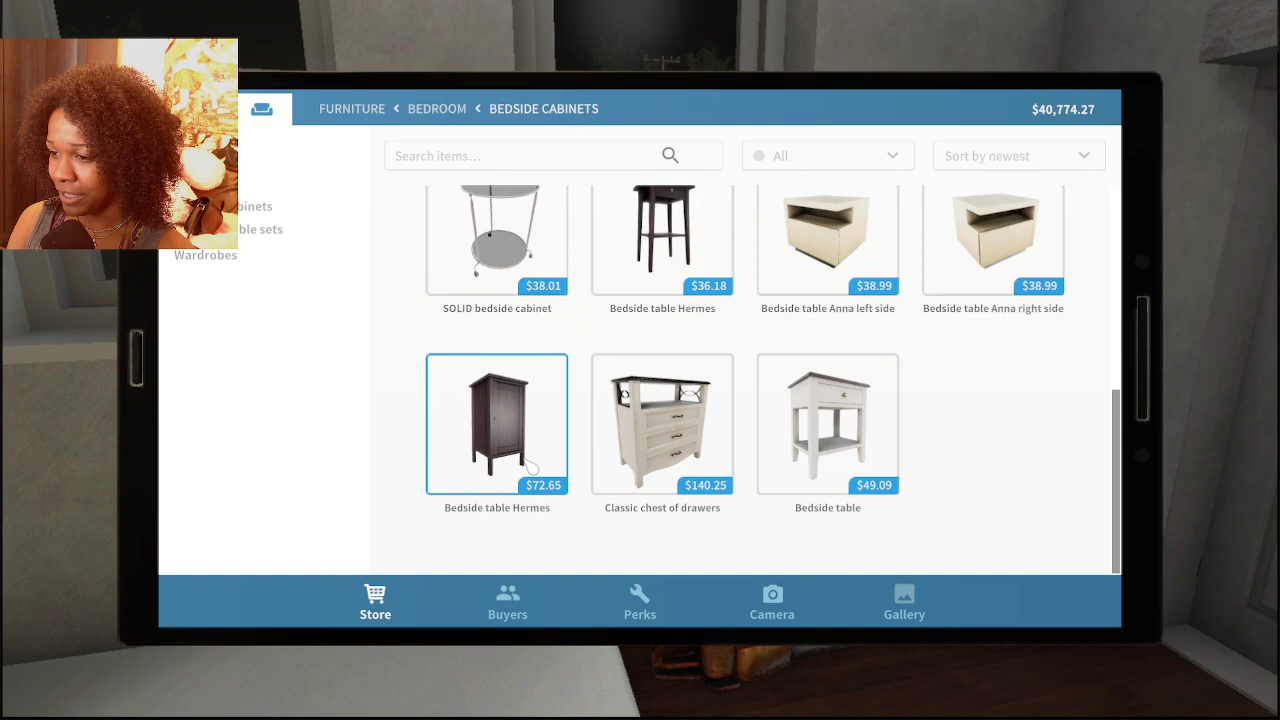 FURNITURE < BEDROOM < BEDSIDE CABINETS
$40,774.27
Search items...
All
Sort by newest
binets
ble sets
Wardrobes
$38.01
$36.18
$38.99
$38.99
SOLID bedside cabinet
Bedside table Hermes
Bedside table Anna left side
Bedside table Anna right side
$72.65
$140.25
$49.09
Bedside table Hermes
Classic chest of drawers
Bedside table
Store
Buyers
Perks
Camera
Gallery